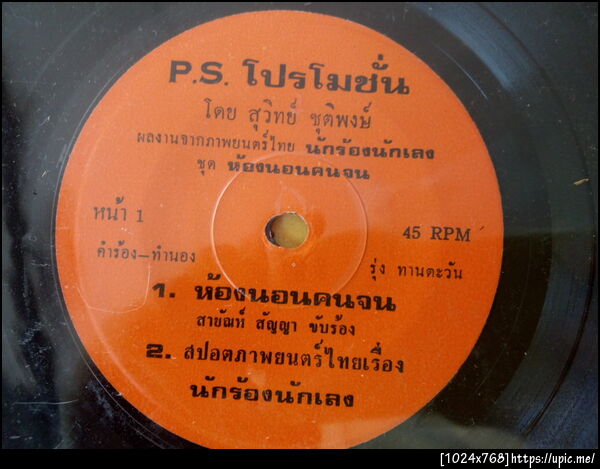 P.S. โปรโมชั่น
โดย สุวิทย์ ชุติพงษ์
ผลงานจากภาพยนตร์ไทย นักร้องนักเลง
ชุด ห้องนอนคนจน
หน้า 1
45 RPM
คำร้อง–ทำนอง
รุ่ง ทานตะวัน
1. ห้องนอนคนจน
สายัณห์ สัญญา ขับร้อง
2. สปอตภาพยนตร์ไทยเรื่อง
นักร้องนักเลง
[1024x768]https://upic.me/